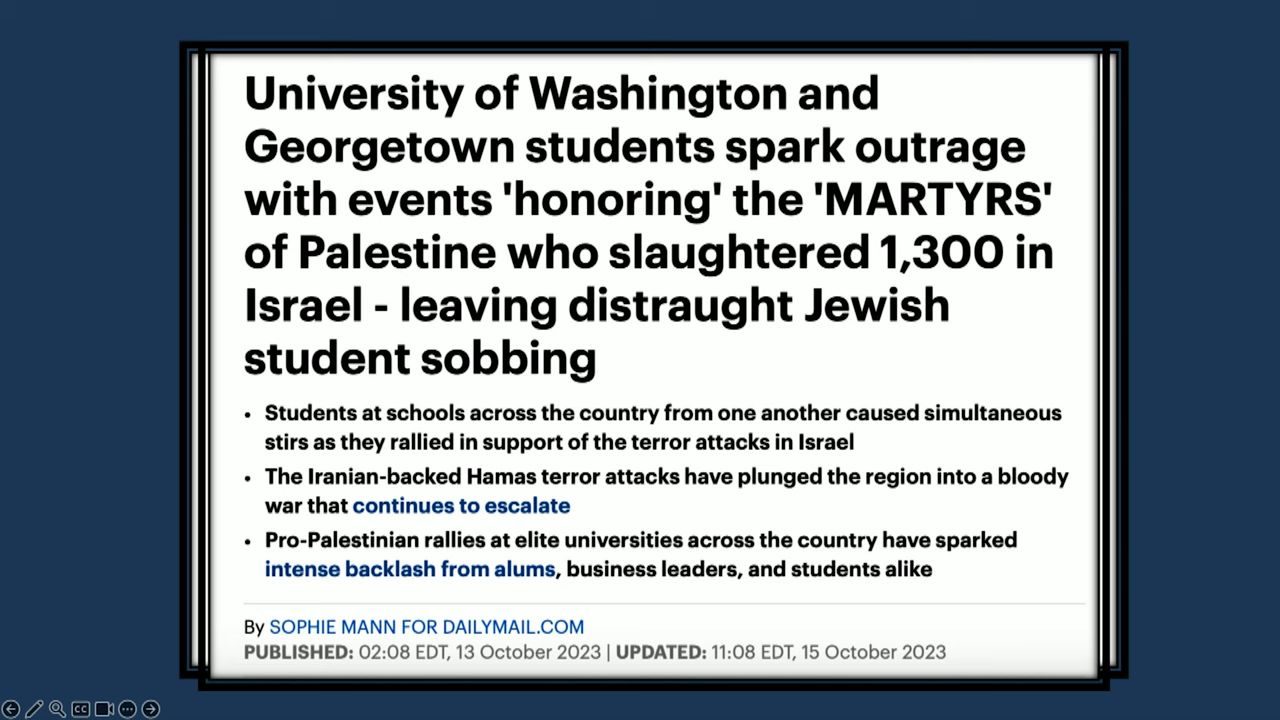 University of Washington and
Georgetown students spark outrage
with events 'honoring' the 'MARTYRS'
of Palestine who slaughtered 1,300 in
Israel - leaving distraught Jewish
student sobbing
• Students at schools across the country from one another caused simultaneous
stirs as they rallied in support of the terror attacks in Israel
• The Iranian-backed Hamas terror attacks have plunged the region into a bloody
war that continues to escalate
• Pro-Palestinian rallies at elite universities across the country have sparked
intense backlash from alums, business leaders, and students alike
By SOPHIE MANN FOR DAILYMAIL.COM
PUBLISHED: 02:08 EDT, 13 October 2023 | UPDATED: 11:08 EDT, 15 October 2023
CC